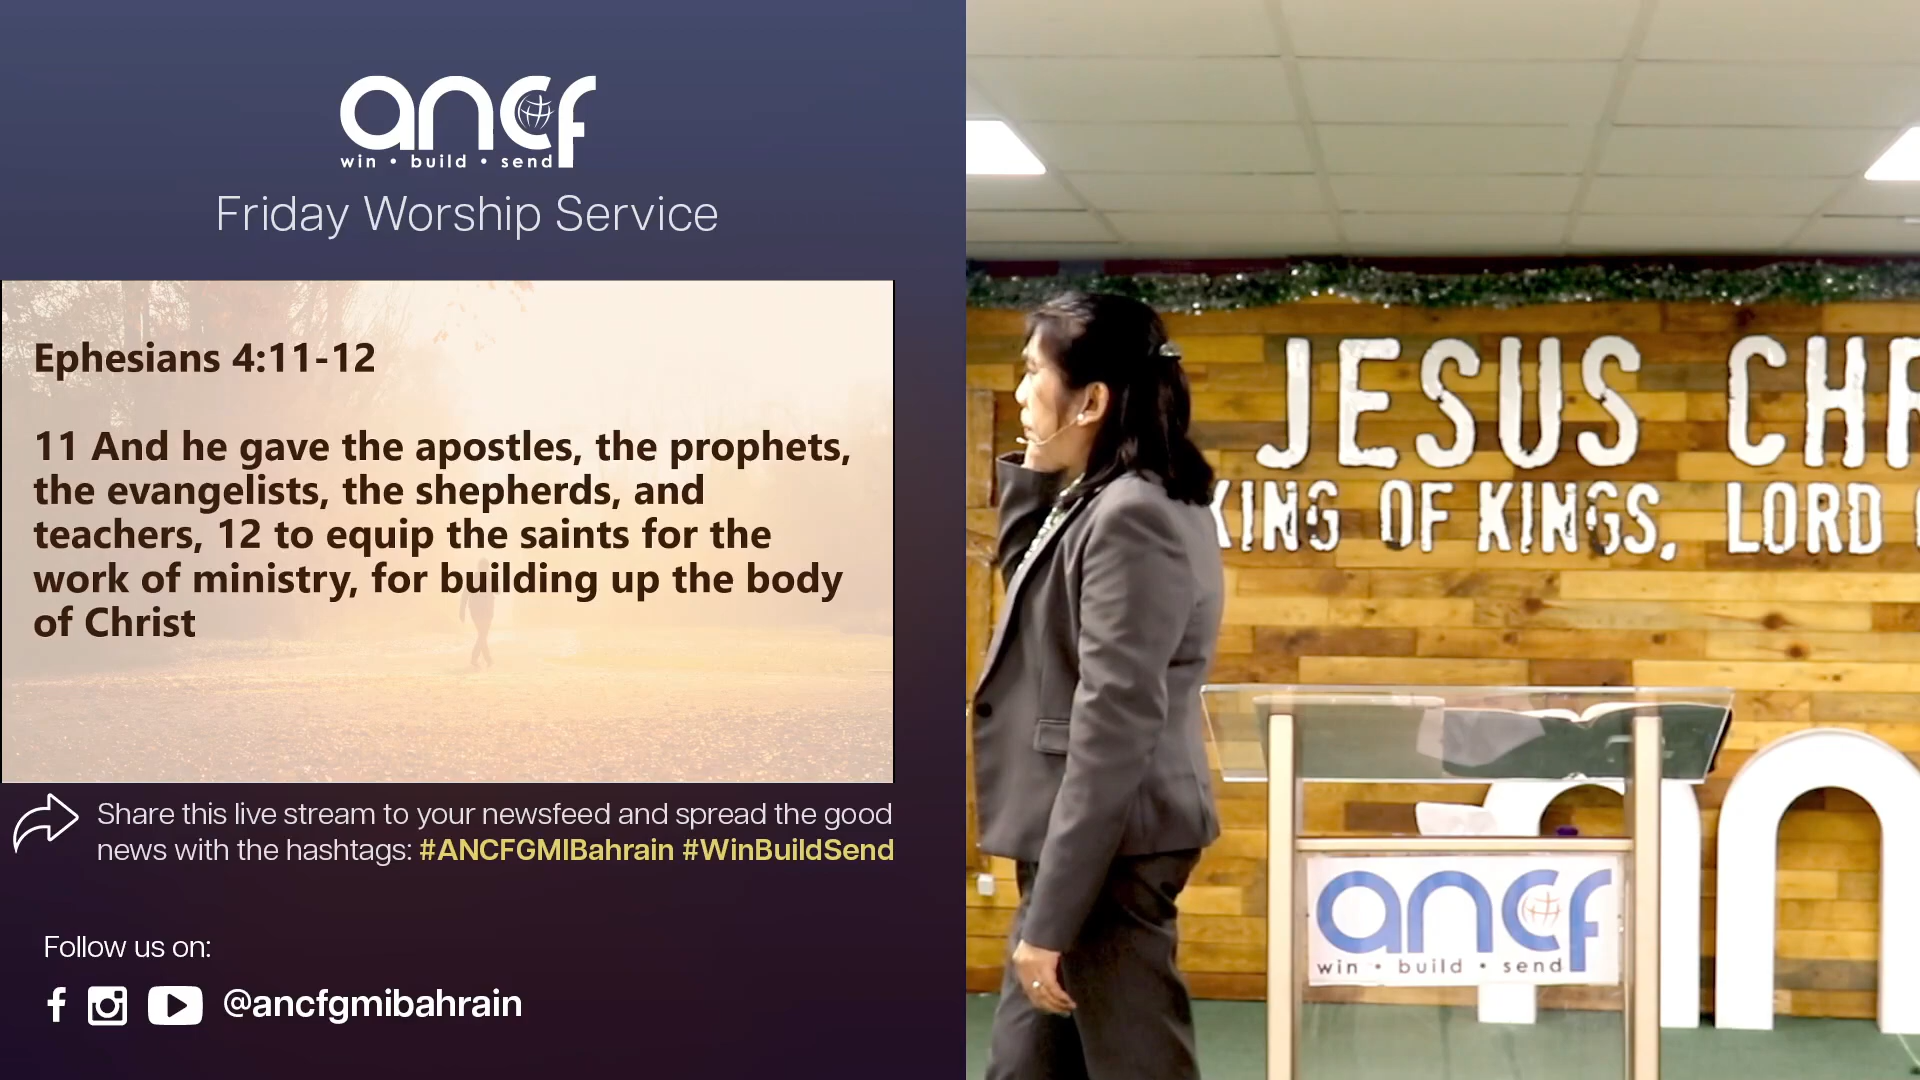 ancf
win • build • send
Friday Worship Service
Ephesians 4:11-12
11 And he gave the apostles, the prophets,
the evangelists, the shepherds, and
teachers, 12 to equip the saints for the
work of ministry, for building up the body
of Christ
Share this live stream to your newsfeed and spread the good
news with the hashtags: #ANCFGMIBahrain #WinBuildSend
Follow us on:
@ancfgmibahrain
JESUS CHR
KING OF KINGS, LORD
ancf
win • build • send